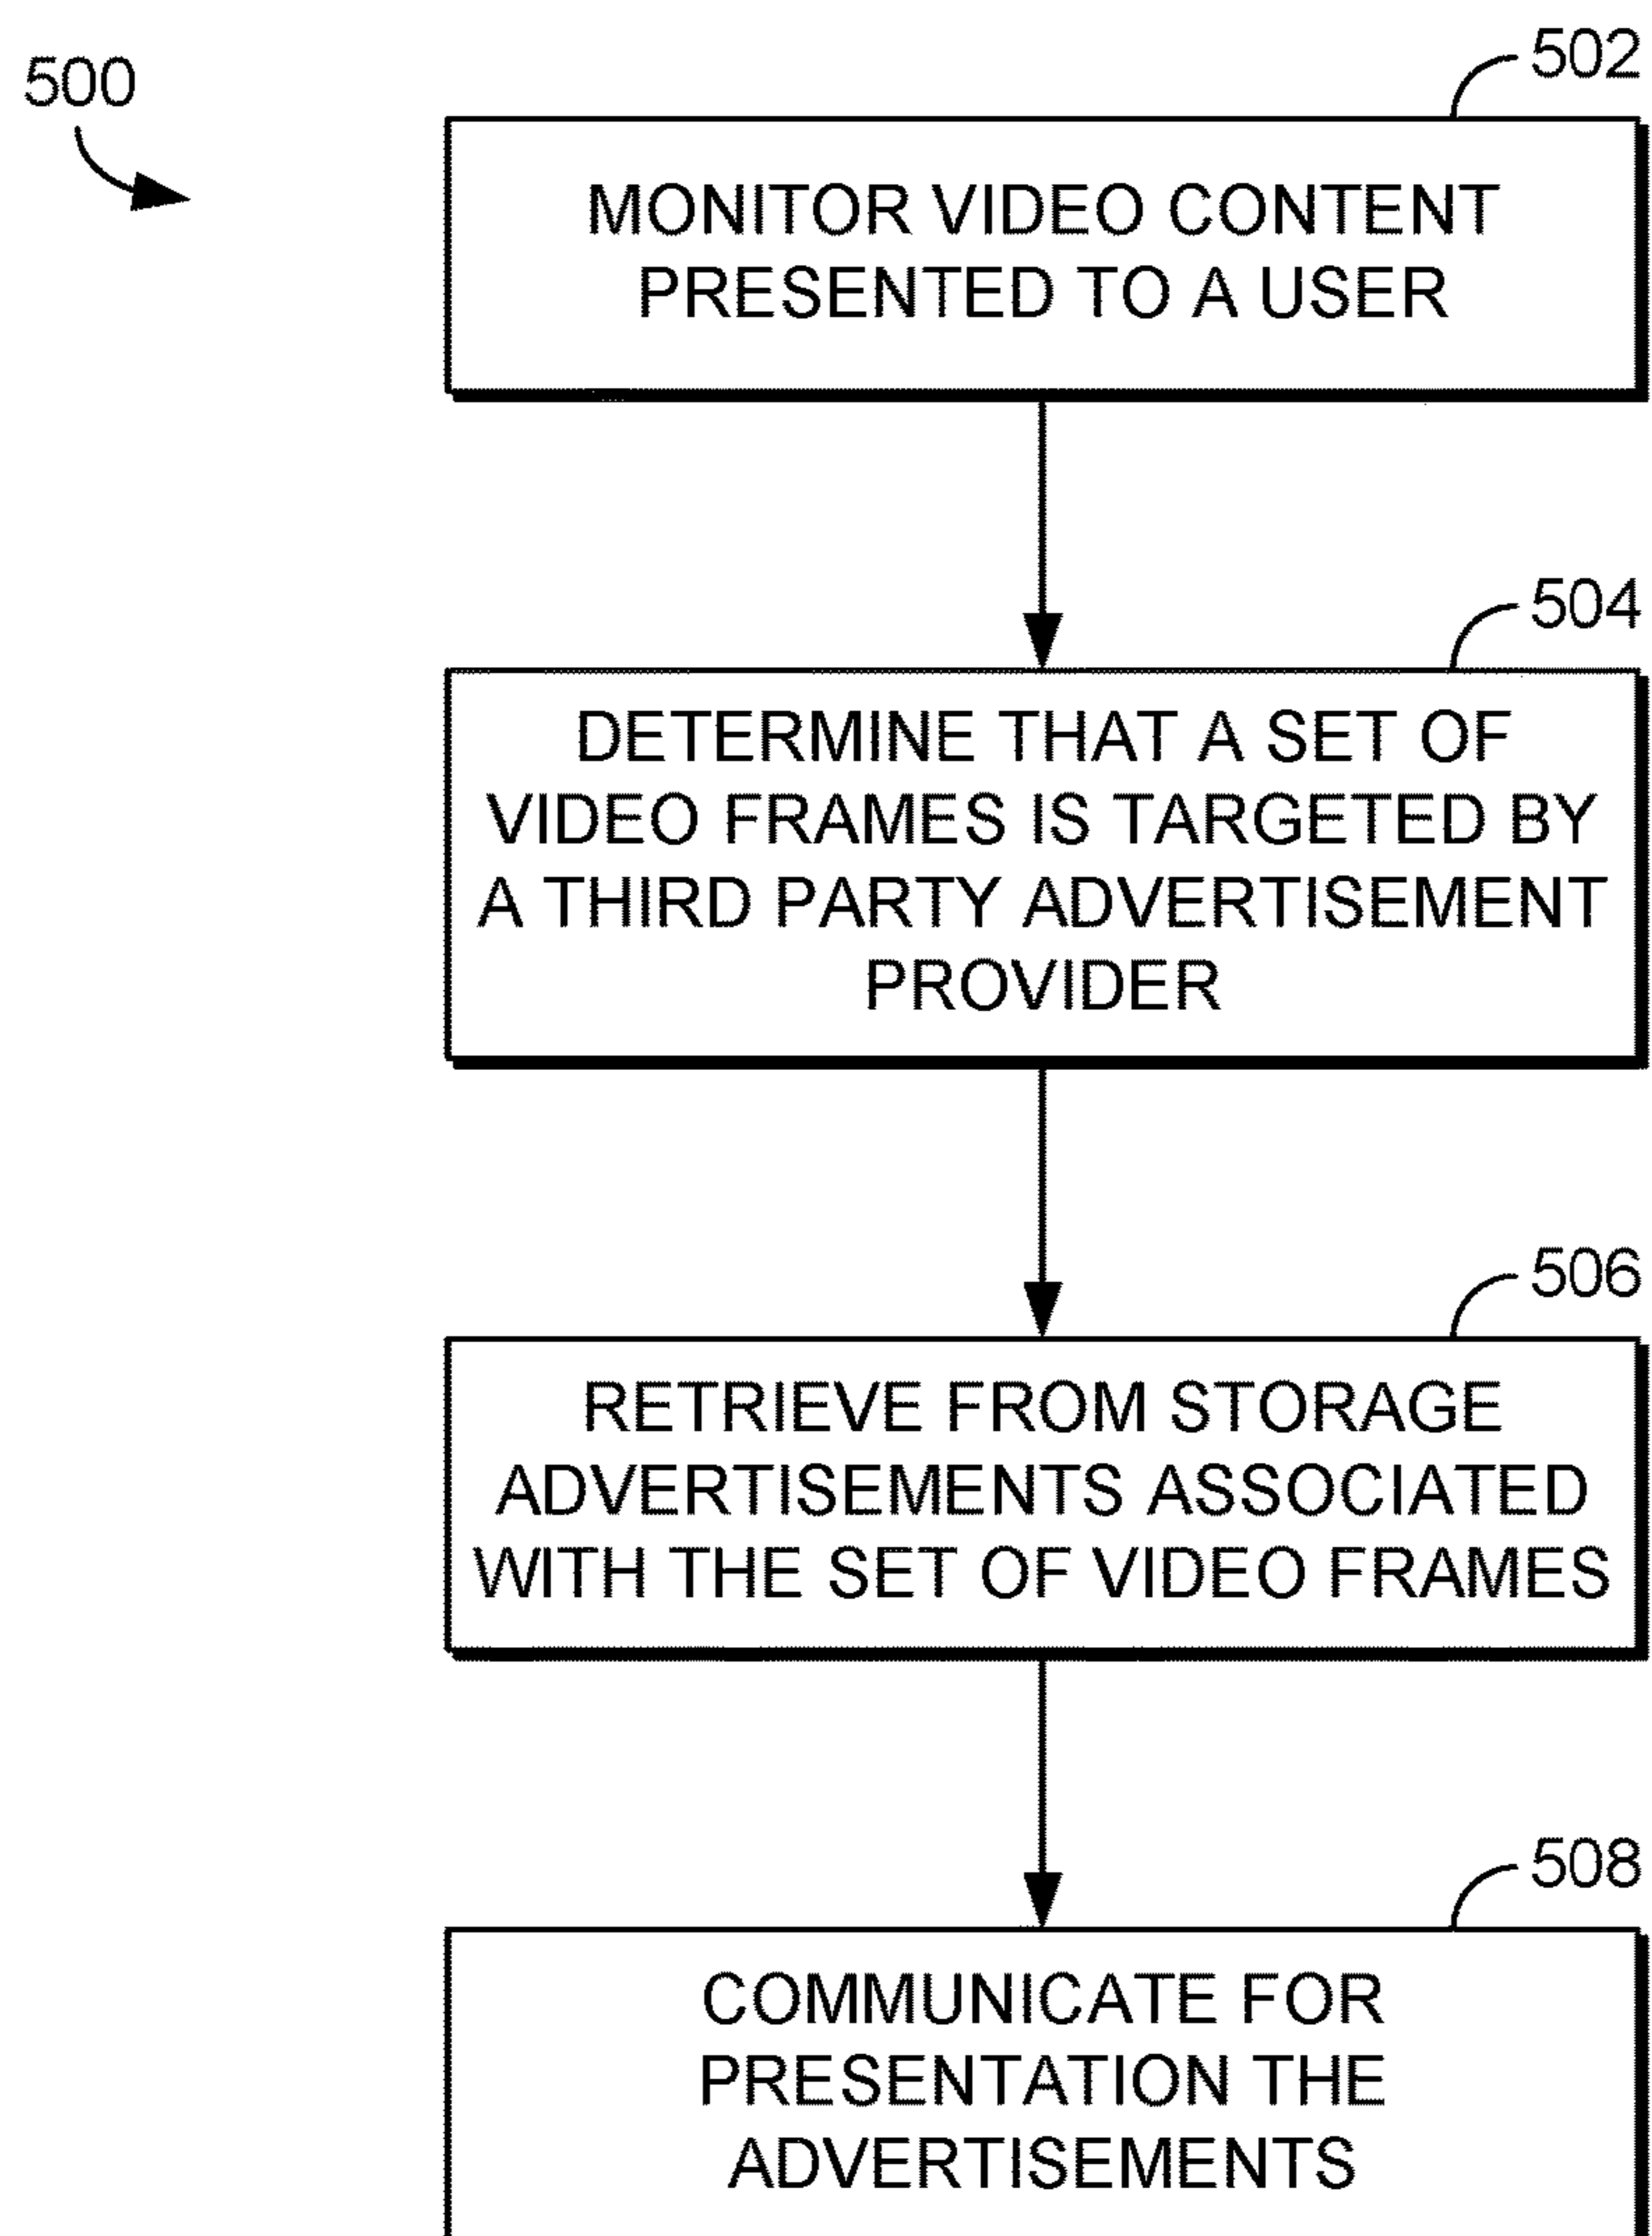 500
502
MONITOR VIDEO CONTENT
PRESENTED TO A USER
504
DETERMINE THAT A SET OF
VIDEO FRAMES IS TARGETED BY
A THIRD PARTY ADVERTISEMENT
PROVIDER
506
RETRIEVE FROM STORAGE
ADVERTISEMENTS ASSOCIATED
WITH THE SET OF VIDEO FRAMES
508
COMMUNICATE FOR
PRESENTATION THE
ADVERTISEMENTS